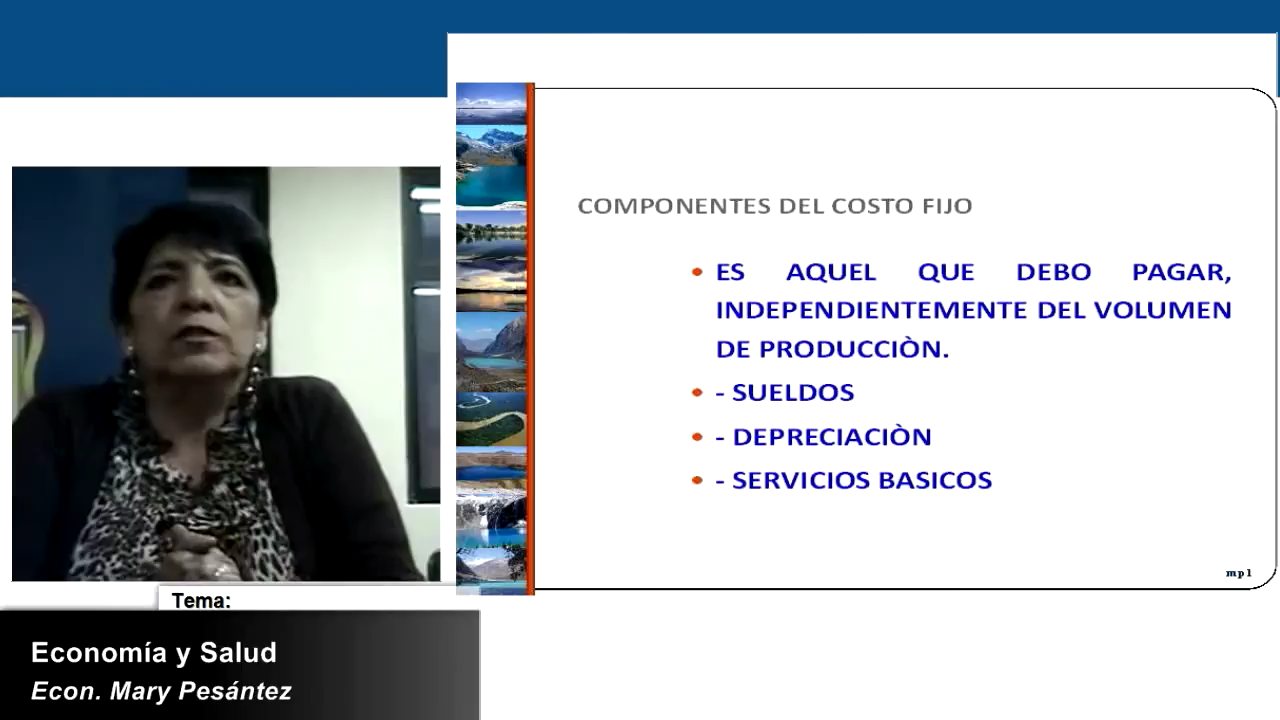 COMPONENTES DEL COSTO FIJO
• ES AQUEL QUE DEBO PAGAR,
INDEPENDIENTEMENTE DEL VOLUMEN
DE PRODUCCIÒN.
• - SUELDOS
• - DEPRECIACIÒN
• - SERVICIOS BASICOS
mp1
Tema:
Economía y Salud
Econ. Mary Pesántez